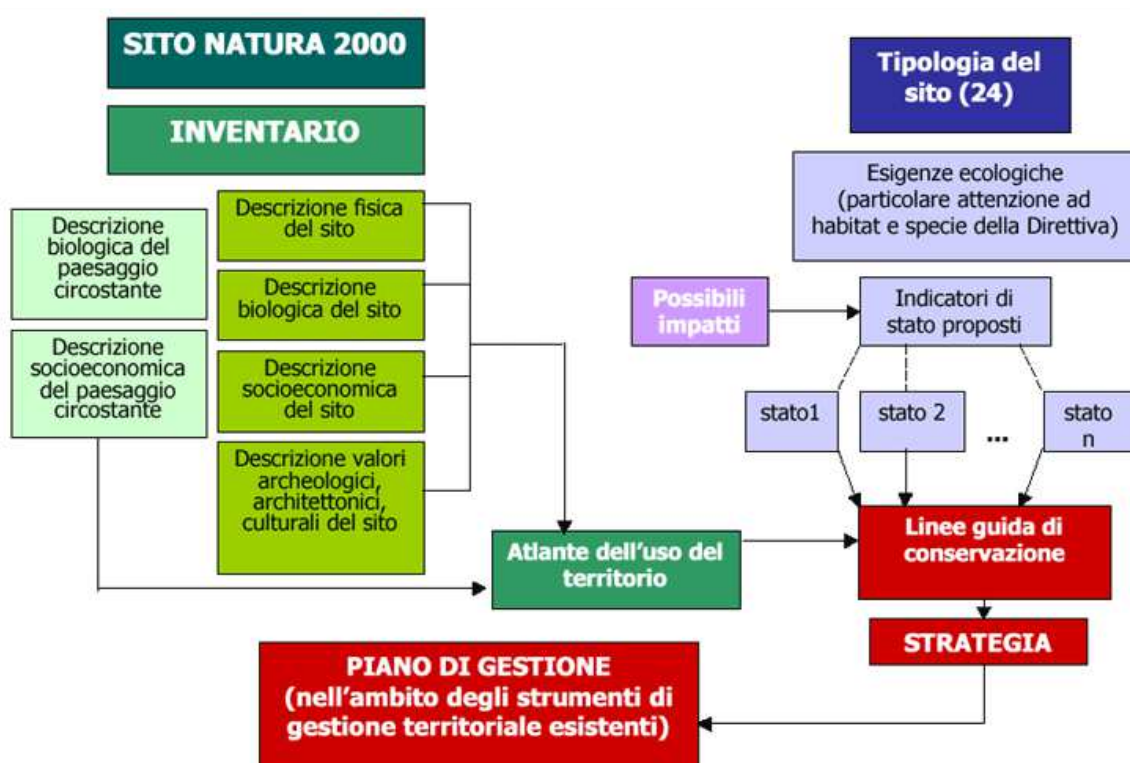 SITO NATURA 2000
INVENTARIO
Descrizione
biologica del
paesaggio
circostante
Descrizione
socioeconomica
del paesaggio
circostante
Descrizione fisica
del sito
Descrizione
biologica del sito
Descrizione
socioeconomica
del sito
Descrizione valori
archeologici,
architettonici,
culturali del sito
Atlante dell'uso del
territorio
Tipologia del
sito (24)
Esigenze ecologiche
(particolare attenzione ad
habitat e specie della Direttiva)
Possibili
impatti
Indicatori di
stato proposti
stato1
stato 2
...
stato
n
Linee guida di
conservazione
STRATEGIA
PIANO DI GESTIONE
(nell'ambito degli strumenti di
gestione territoriale esistenti)